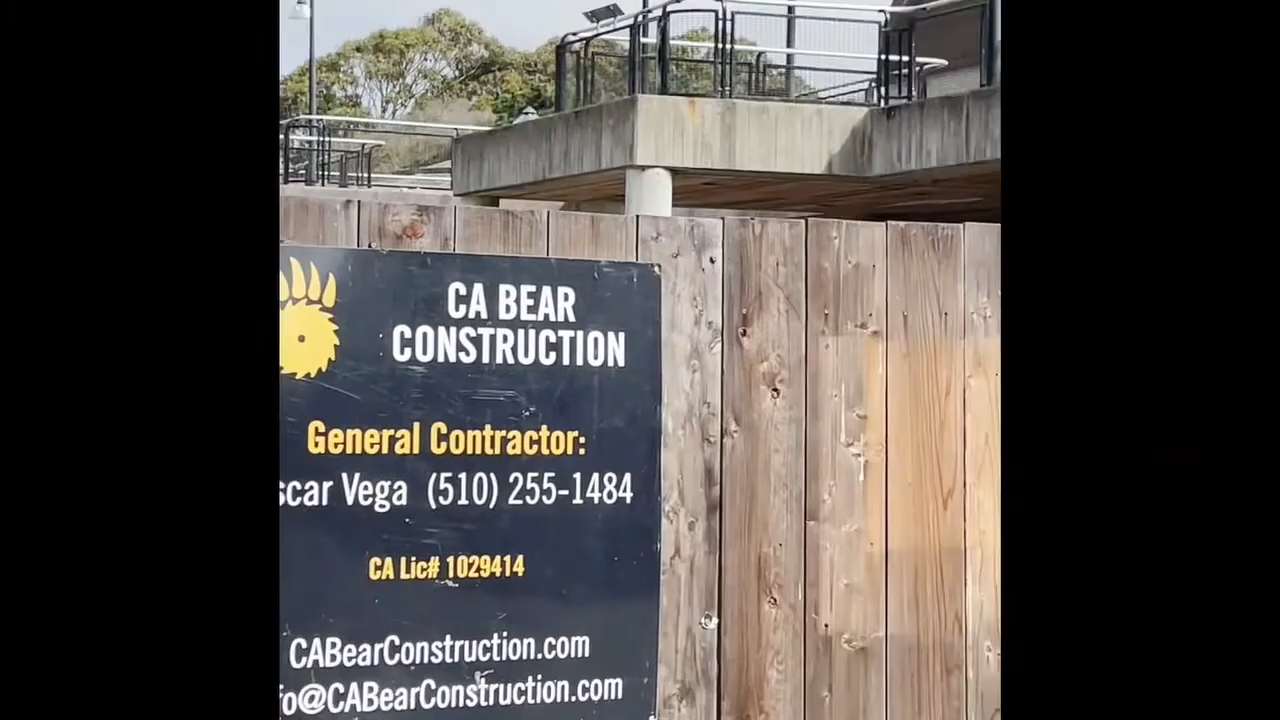 CA BEAR
CONSTRUCTION
General Contractor:
scar Vega (510) 255-1484
CA Lic# 1029414
CABearConstruction.com
fo@CABearConstruction.com